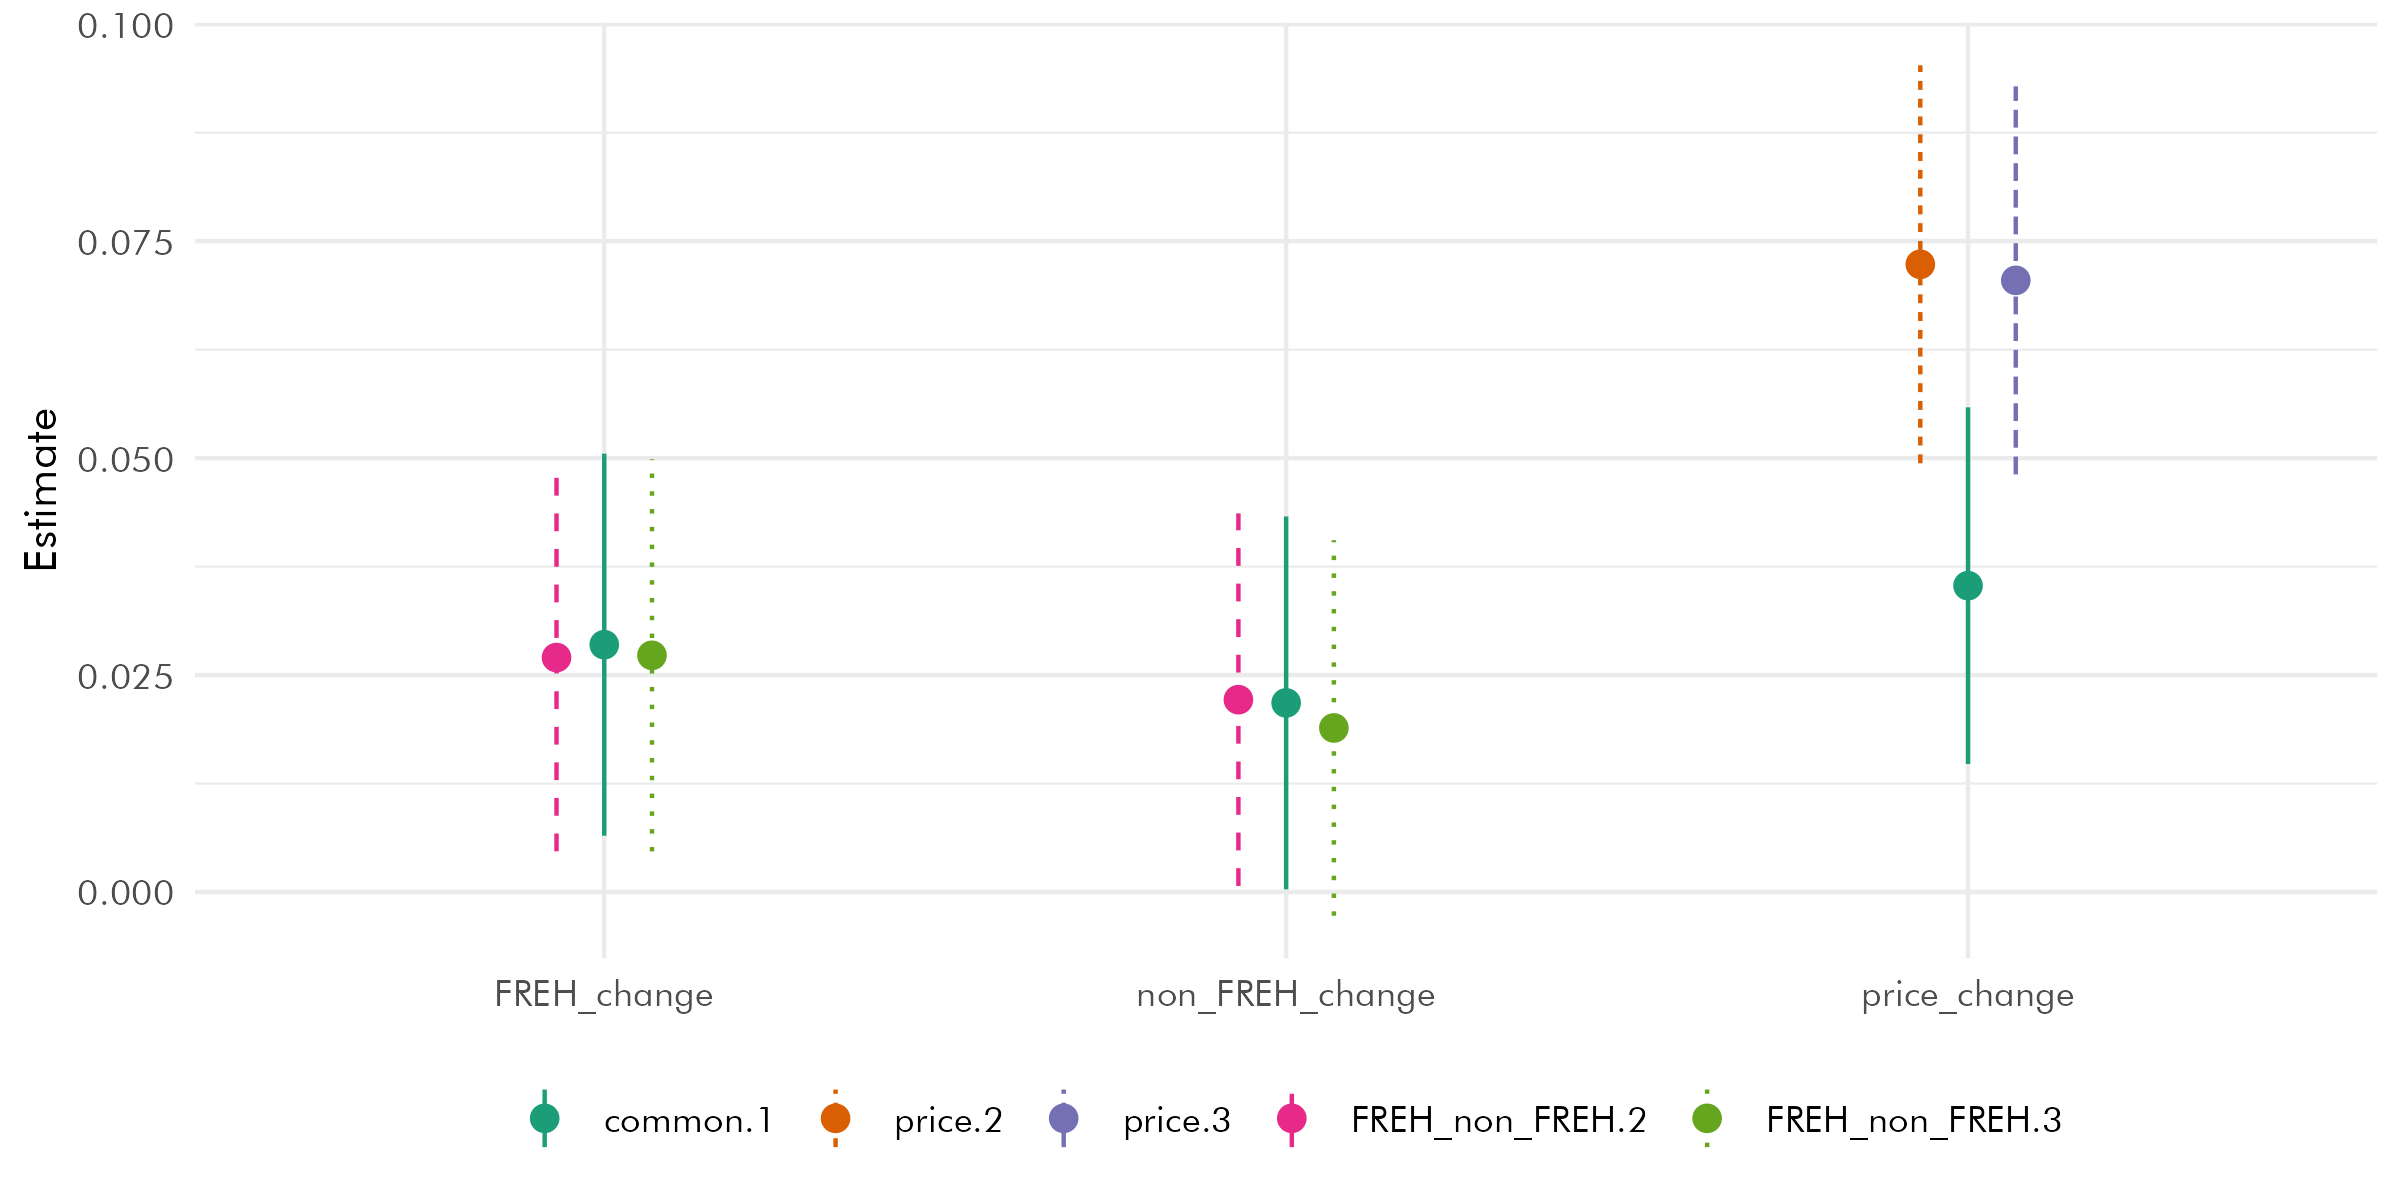 0.100
0.075
0.050
0.025
0.000
Estimate
FREH_change non_FREH_change price_change
common.1 price.2 price.3 FREH_non_FREH.2 FREH_non_FREH.3